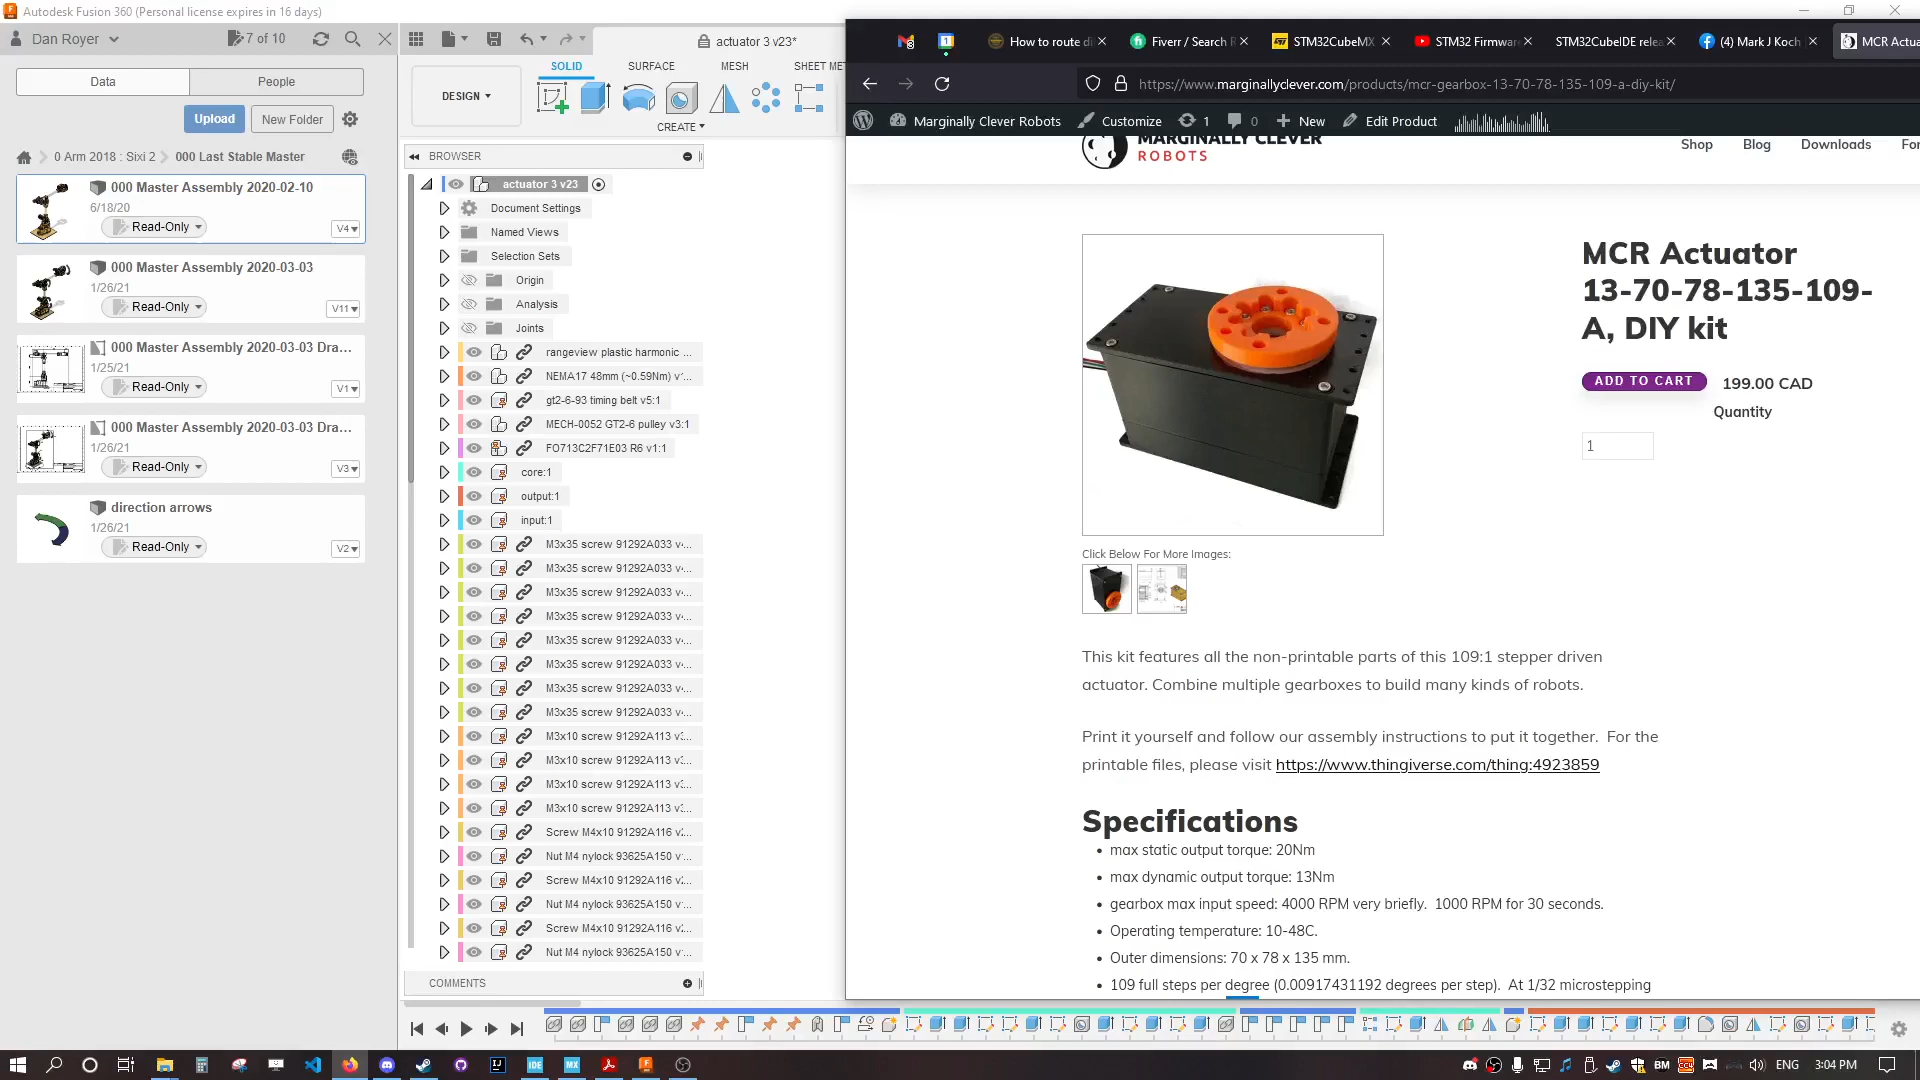 Autodesk Fusion 360 (Personal license expires in 16 days)
Dan Royer
7 of 10
Data
People
Upload
New Folder
0 Arm 2018 : Sixi 2
000 Last Stable Master
000 Master Assembly 2020-02-10
6/18/20
Read-Only
V4
000 Master Assembly 2020-03-03
1/26/21
Read-Only
V11
000 Master Assembly 2020-03-03 Dra...
1/25/21
Read-Only
V1
000 Master Assembly 2020-03-03 Dra...
1/26/21
Read-Only
V3
direction arrows
1/26/21
Read-Only
V2
actuator 3 v23*
DESIGN
SOLID
SURFACE
MESH
SHEET MET
CREATE
BROWSER
actuator 3 v23
Document Settings
Named Views
Selection Sets
Origin
Analysis
Joints
rangeview plastic harmonic ...
NEMA17 48mm (~0.59Nm) v'...
gt2-6-93 timing belt v5:1
MECH-0052 GT2-6 pulley v3:1
FO713C2F71E03 R6 v1:1
core:1
output:1
input:1
M3x35 screw 91292A033 v...
M3x35 screw 91292A033 v...
M3x35 screw 91292A033 v...
M3x35 screw 91292A033 v...
M3x35 screw 91292A033 v...
M3x35 screw 91292A033 v...
M3x35 screw 91292A033 v...
M3x35 screw 91292A033 v...
M3x10 screw 91292A113 v...
M3x10 screw 91292A113 v...
M3x10 screw 91292A113 v...
M3x10 screw 91292A113 v...
Screw M4x10 91292A116 v...
Nut M4 nylock 93625A150 v...
Screw M4x10 91292A116 v...
Nut M4 nylock 93625A150 v...
Screw M4x10 91292A116 v...
Nut M4 nylock 93625A150 v...
COMMENTS
How to route di
Fiverr / Search R
STM32CubeMX
STM32 Firmwar
STM32CubeIDE rele
(4) Mark J Koch
MCR Actua
https://www.marginallyclever.com/products/mcr-gearbox-13-70-78-135-109-a-diy-kit/
Marginally Clever Robots
Customize
1
0
New
Edit Product
MARGINALLY CLEVER
ROBOTS
Shop
Blog
Downloads
For
MCR Actuator
13-70-78-135-109-
A, DIY kit
ADD TO CART
199.00 CAD
Quantity
1
Click Below For More Images:
This kit features all the non-printable parts of this 109:1 stepper driven
actuator. Combine multiple gearboxes to build many kinds of robots.
Print it yourself and follow our assembly instructions to put it together. For the
printable files, please visit https://www.thingiverse.com/thing:4923859
Specifications
• max static output torque: 20Nm
• max dynamic output torque: 13Nm
• gearbox max input speed: 4000 RPM very briefly. 1000 RPM for 30 seconds.
• Operating temperature: 10-48C.
• Outer dimensions: 70 x 78 x 135 mm.
• 109 full steps per degree (0.00917431192 degrees per step). At 1/32 microstepping
IDE
MX
BM
ENG
3:04 PM